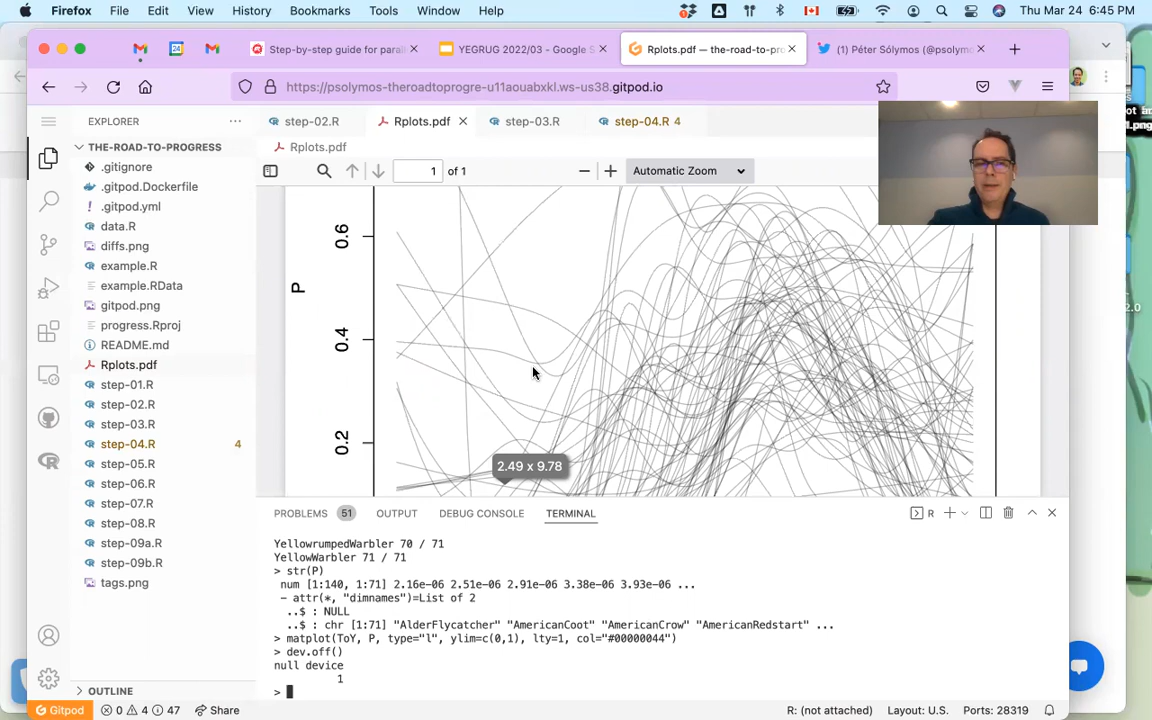 Firefox File Edit View History Bookmarks Tools Window Help Thu Mar 24 6:45 PM
Step-by-step guide for paral
YEGRUG 2022/03 - Google S
Rplots.pdf — the-road-to-pro
(1) Péter Sólymos (@psolym
https://psolymos-theroadtoprogre-u11aouabxkl.ws-us38.gitpod.io
EXPLORER
step-02.R
Rplots.pdf
step-03.R
step-04.R 4
THE-ROAD-TO-PROGRESS
Rplots.pdf
.gitignore
.gitpod.Dockerfile
.gitpod.yml
data.R
diffs.png
example.R
example.RData
gitpod.png
progress.Rproj
README.md
Rplots.pdf
step-01.R
step-02.R
step-03.R
step-04.R 4
step-05.R
step-06.R
step-07.R
step-08.R
step-09a.R
step-09b.R
tags.png
OUTLINE
1 of 1
Automatic Zoom
0.6
P
0.4
0.2
2.49 x 9.78
PROBLEMS 51 OUTPUT DEBUG CONSOLE TERMINAL
R
YellowrumpedWarbler 70 / 71
YellowWarbler 71 / 71
> str(P)
num [1:140, 1:71] 2.16e-06 2.51e-06 2.91e-06 3.38e-06 3.93e-06 ...
- attr(*, "dimnames")=List of 2
..$ : NULL
..$ : chr [1:71] "AlderFlycatcher" "AmericanCoot" "AmericanCrow" "AmericanRedstart" ...
> matplot(ToY, P, type="l", ylim=c(0,1), lty=1, col="#00000044")
> dev.off()
null device
1
>
Gitpod 0 4 47 Share R: (not attached) Layout: U.S. Ports: 28319